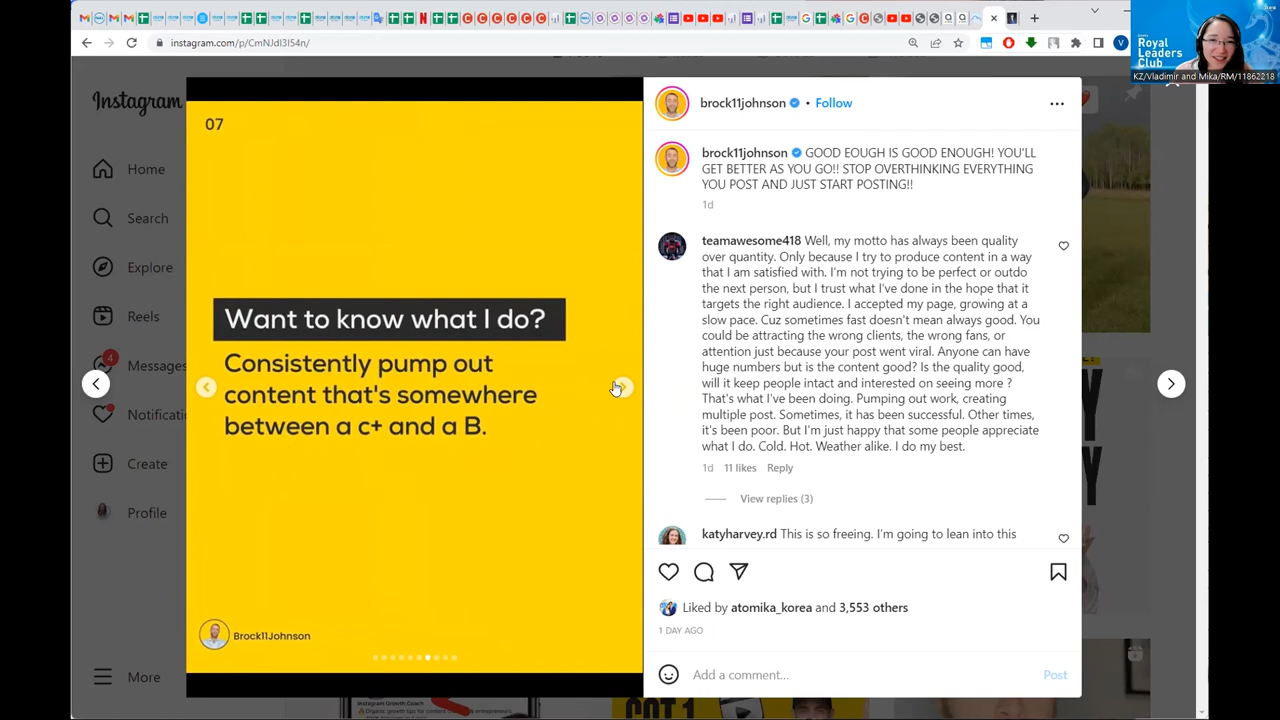 instagram.com/p/CmNJdI3I54n/
Royal
Leaders
Club
KZ/Vladimir and Mika/RM/11862218
Instagram
Home
Search
Explore
Reels
4
Messages
Notificatio
Create
Profile
More
07
Want to know what I do?
Consistently pump out
content that's somewhere
between a c+ and a B.
Brock11Johnson
brock11johnson • Follow
brock11johnson GOOD EOUGH IS GOOD ENOUGH! YOU'LL
GET BETTER AS YOU GO!! STOP OVERTHINKING EVERYTHING
YOU POST AND JUST START POSTING!!
1d
teamawesome418 Well, my motto has always been quality
over quantity. Only because I try to produce content in a way
that I am satisfied with. I'm not trying to be perfect or outdo
the next person, but I trust what I've done in the hope that it
targets the right audience. I accepted my page, growing at a
slow pace. Cuz sometimes fast doesn't mean always good. You
could be attracting the wrong clients, the wrong fans, or
attention just because your post went viral. Anyone can have
huge numbers but is the content good? Is the quality good,
will it keep people intact and interested on seeing more ?
That's what I've been doing. Pumping out work, creating
multiple post. Sometimes, it has been successful. Other times,
it's been poor. But I'm just happy that some people appreciate
what I do. Cold. Hot. Weather alike. I do my best.
1d 11 likes Reply
View replies (3)
katyharvey.rd This is so freeing. I'm going to lean into this
Liked by atomika_korea and 3,553 others
1 DAY AGO
Add a comment... Post